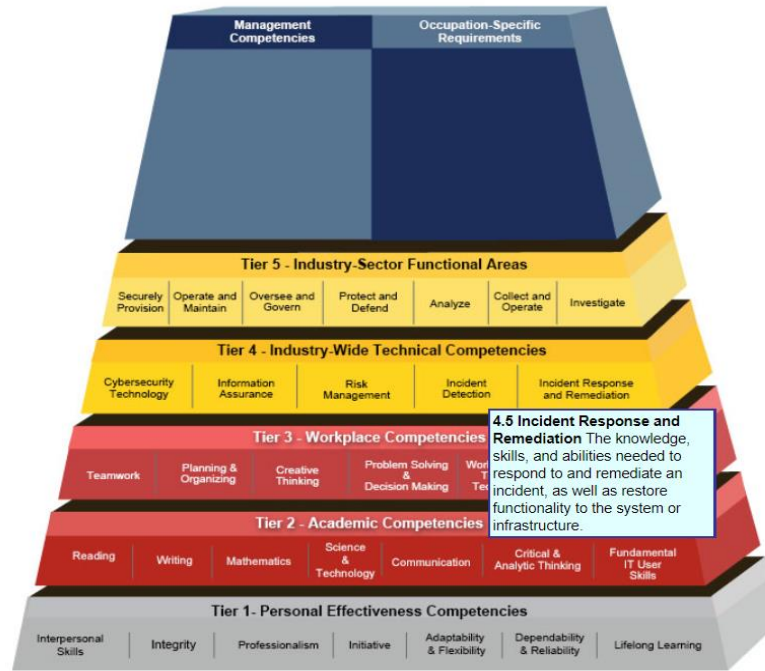 Management
Competencies
Occupation-Specific
Requirements
Tier 5 - Industry-Sector Functional Areas
Securely
Provision
Operate and
Maintain
Oversee and
Govern
Protect and
Defend
Analyze
Collect and
Operate
Investigate
Tier 4 - Industry-Wide Technical Competencies
Cybersecurity
Technology
Information
Assurance
Risk
Management
Incident
Detection
Incident Response
and Remediation
4.5 Incident Response and
Remediation The knowledge,
skills, and abilities needed to
respond to and remediate an
incident, as well as restore
functionality to the system or
infrastructure.
Tier 3 - Workplace Competencies
Teamwork
Planning &
Organizing
Creative
Thinking
Problem Solving
&
Decision Making
Tier 2 - Academic Competencies
Reading
Writing
Mathematics
Science
&
Technology
Communication
Critical &
Analytic Thinking
Fundamental
IT User
Skills
Tier 1- Personal Effectiveness Competencies
Interpersonal
Skills
Integrity
Professionalism
Initiative
Adaptability
& Flexibility
Dependability
& Reliability
Lifelong Learning